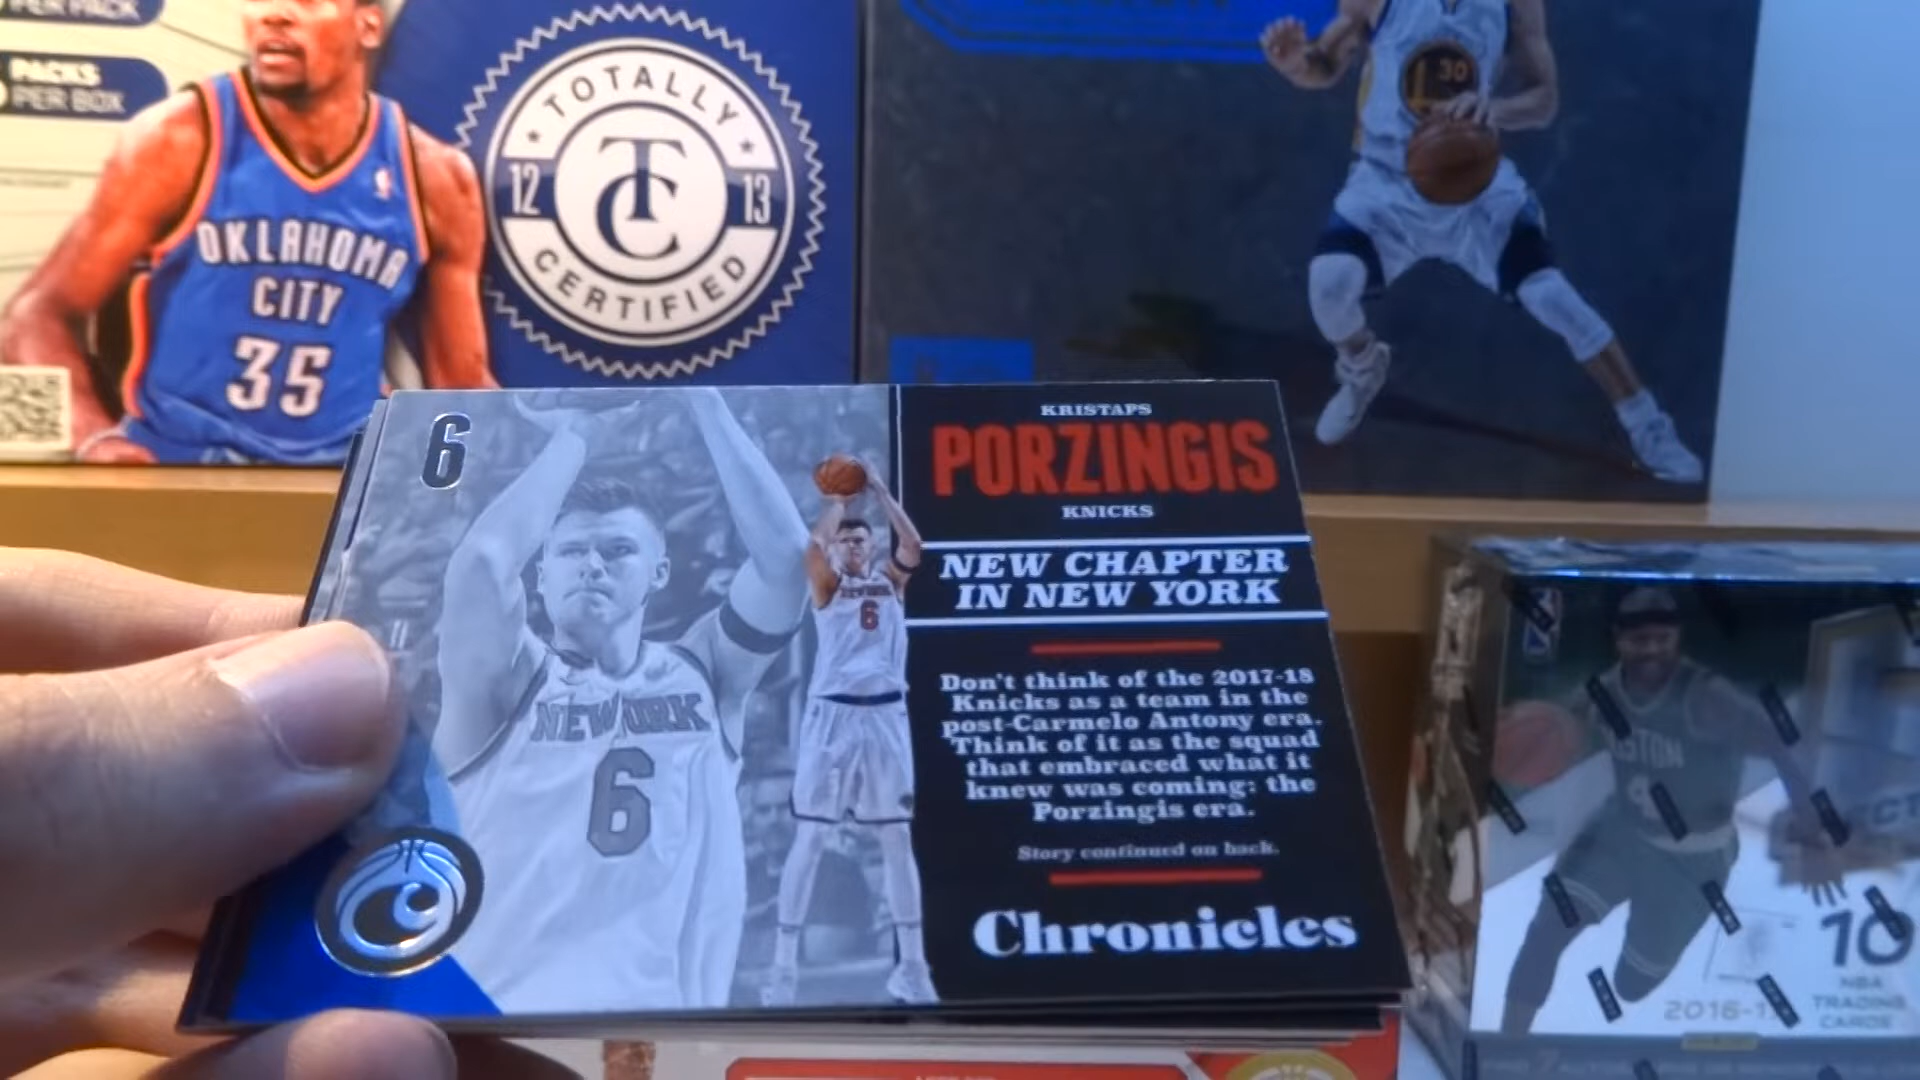 PER PACK
PACKS
PER BOX
OKLAHOMA
CITY
35
TOTALLY
12
TC
13
CERTIFIED
30
6
KRISTAPS
PORZINGIS
KNICKS
NEW CHAPTER
IN NEW YORK
Don't think of the 2017-18
Knicks as a team in the
post-Carmelo Antony era.
Think of it as the squad
that embraced what it
knew was coming: the
Porzingis era.
Story continued on back.
Chronicles
NEW YORK
6
NEW YORK
6
10
NBA
TRADING
CARDS